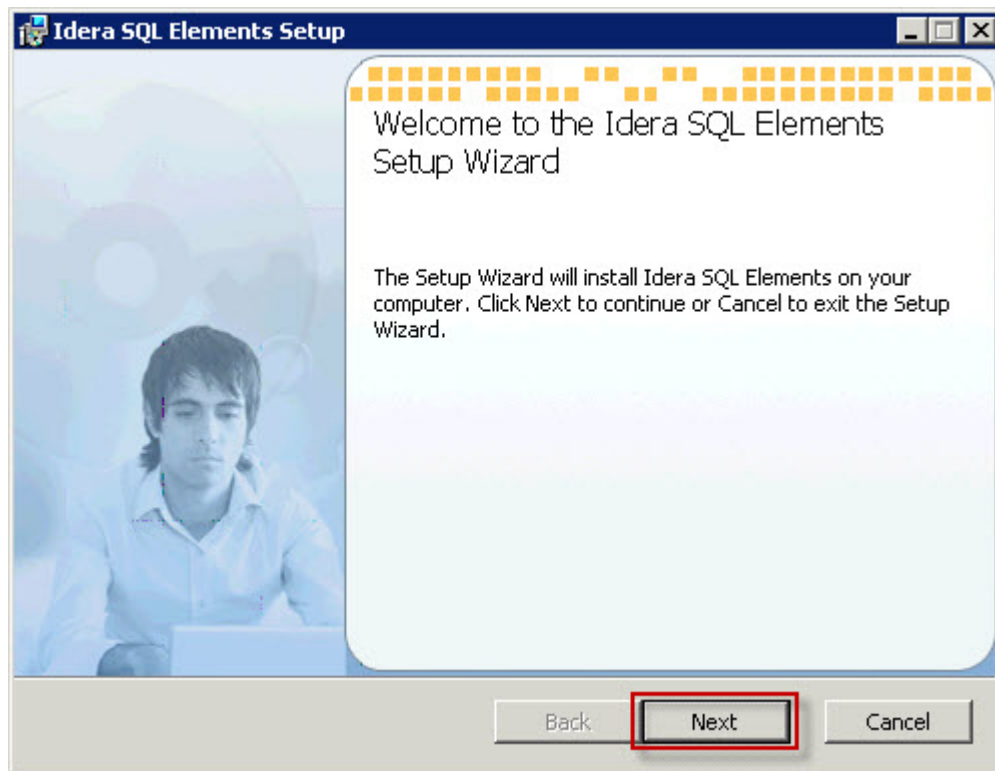 Idera SQL Elements Setup
Welcome to the Idera SQL Elements
Setup Wizard
The Setup Wizard will install Idera SQL Elements on your
computer. Click Next to continue or Cancel to exit the Setup
Wizard.
Back
Next
Cancel